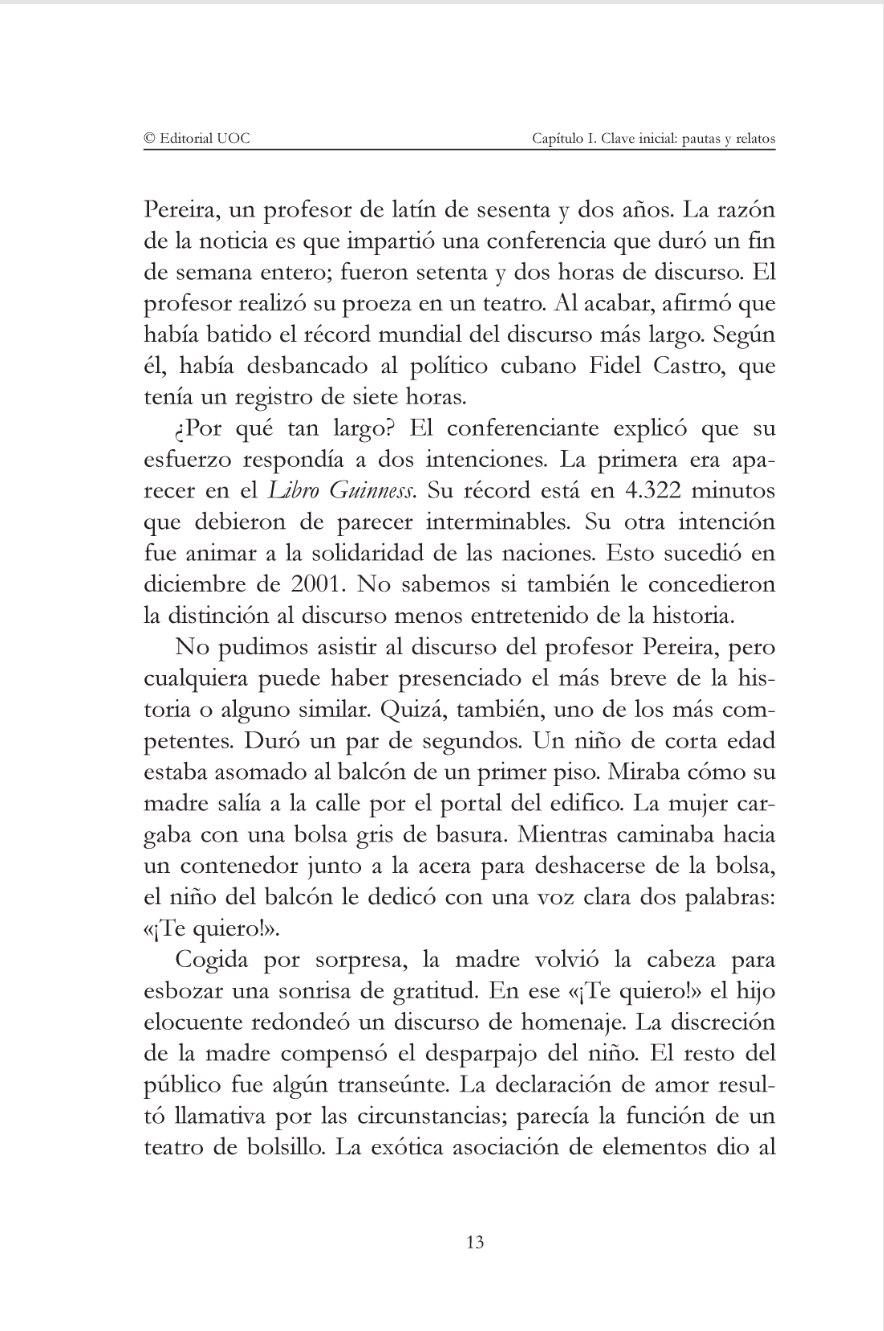 © Editorial UOC
Capítulo I. Clave inicial: pautas y relatos
Pereira, un profesor de latín de sesenta y dos años. La razón
de la noticia es que impartió una conferencia que duró un fin
de semana entero; fueron setenta y dos horas de discurso. El
profesor realizó su proeza en un teatro. Al acabar, afirmó que
había batido el récord mundial del discurso más largo. Según
él, había desbancado al político cubano Fidel Castro, que
tenía un registro de siete horas.
¿Por qué tan largo? El conferenciante explicó que su
esfuerzo respondía a dos intenciones. La primera era apa-
recer en el Libro Guinness. Su récord está en 4.322 minutos
que debieron de parecer interminables. Su otra intención
fue animar a la solidaridad de las naciones. Esto sucedió en
diciembre de 2001. No sabemos si también le concedieron
la distinción al discurso menos entretenido de la historia.
No pudimos asistir al discurso del profesor Pereira, pero
cualquiera puede haber presenciado el más breve de la his-
toria o alguno similar. Quizá, también, uno de los más com-
petentes. Duró un par de segundos. Un niño de corta edad
estaba asomado al balcón de un primer piso. Miraba cómo su
madre salía a la calle por el portal del edifico. La mujer car-
gaba con una bolsa gris de basura. Mientras caminaba hacia
un contenedor junto a la acera para deshacerse de la bolsa,
el niño del balcón le dedicó con una voz clara dos palabras:
«¡Te quiero!».
Cogida por sorpresa, la madre volvió la cabeza para
esbozar una sonrisa de gratitud. En ese «¡Te quiero!» el hijo
elocuente redondeó un discurso de homenaje. La discreción
de la madre compensó el desparpajo del niño. El resto del
público fue algún transeúnte. La declaración de amor resul-
tó llamativa por las circunstancias; parecía la función de un
teatro de bolsillo. La exótica asociación de elementos dio al
13